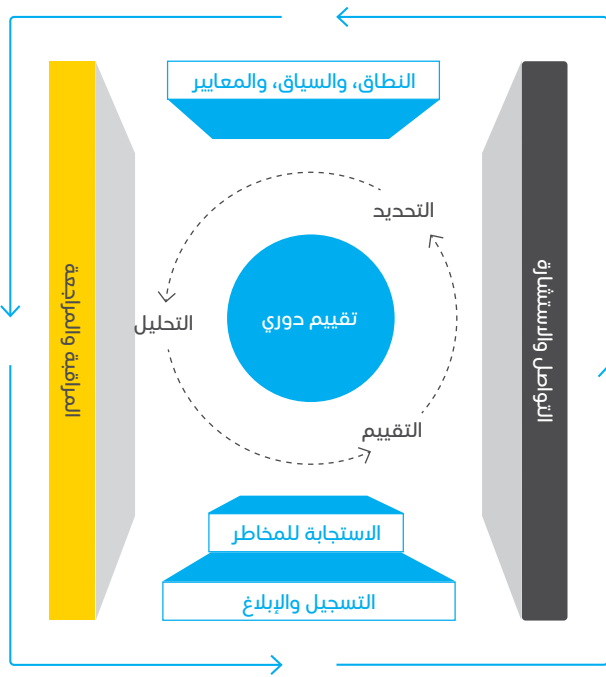 النطاق، والسياق، والمعايير
التحديد
التواصل والاستشارة
تقييم دوري
التحليل
المراقبة والمراجعة
التقييم
الاستجابة للمخاطر
التسجيل والإبلاغ